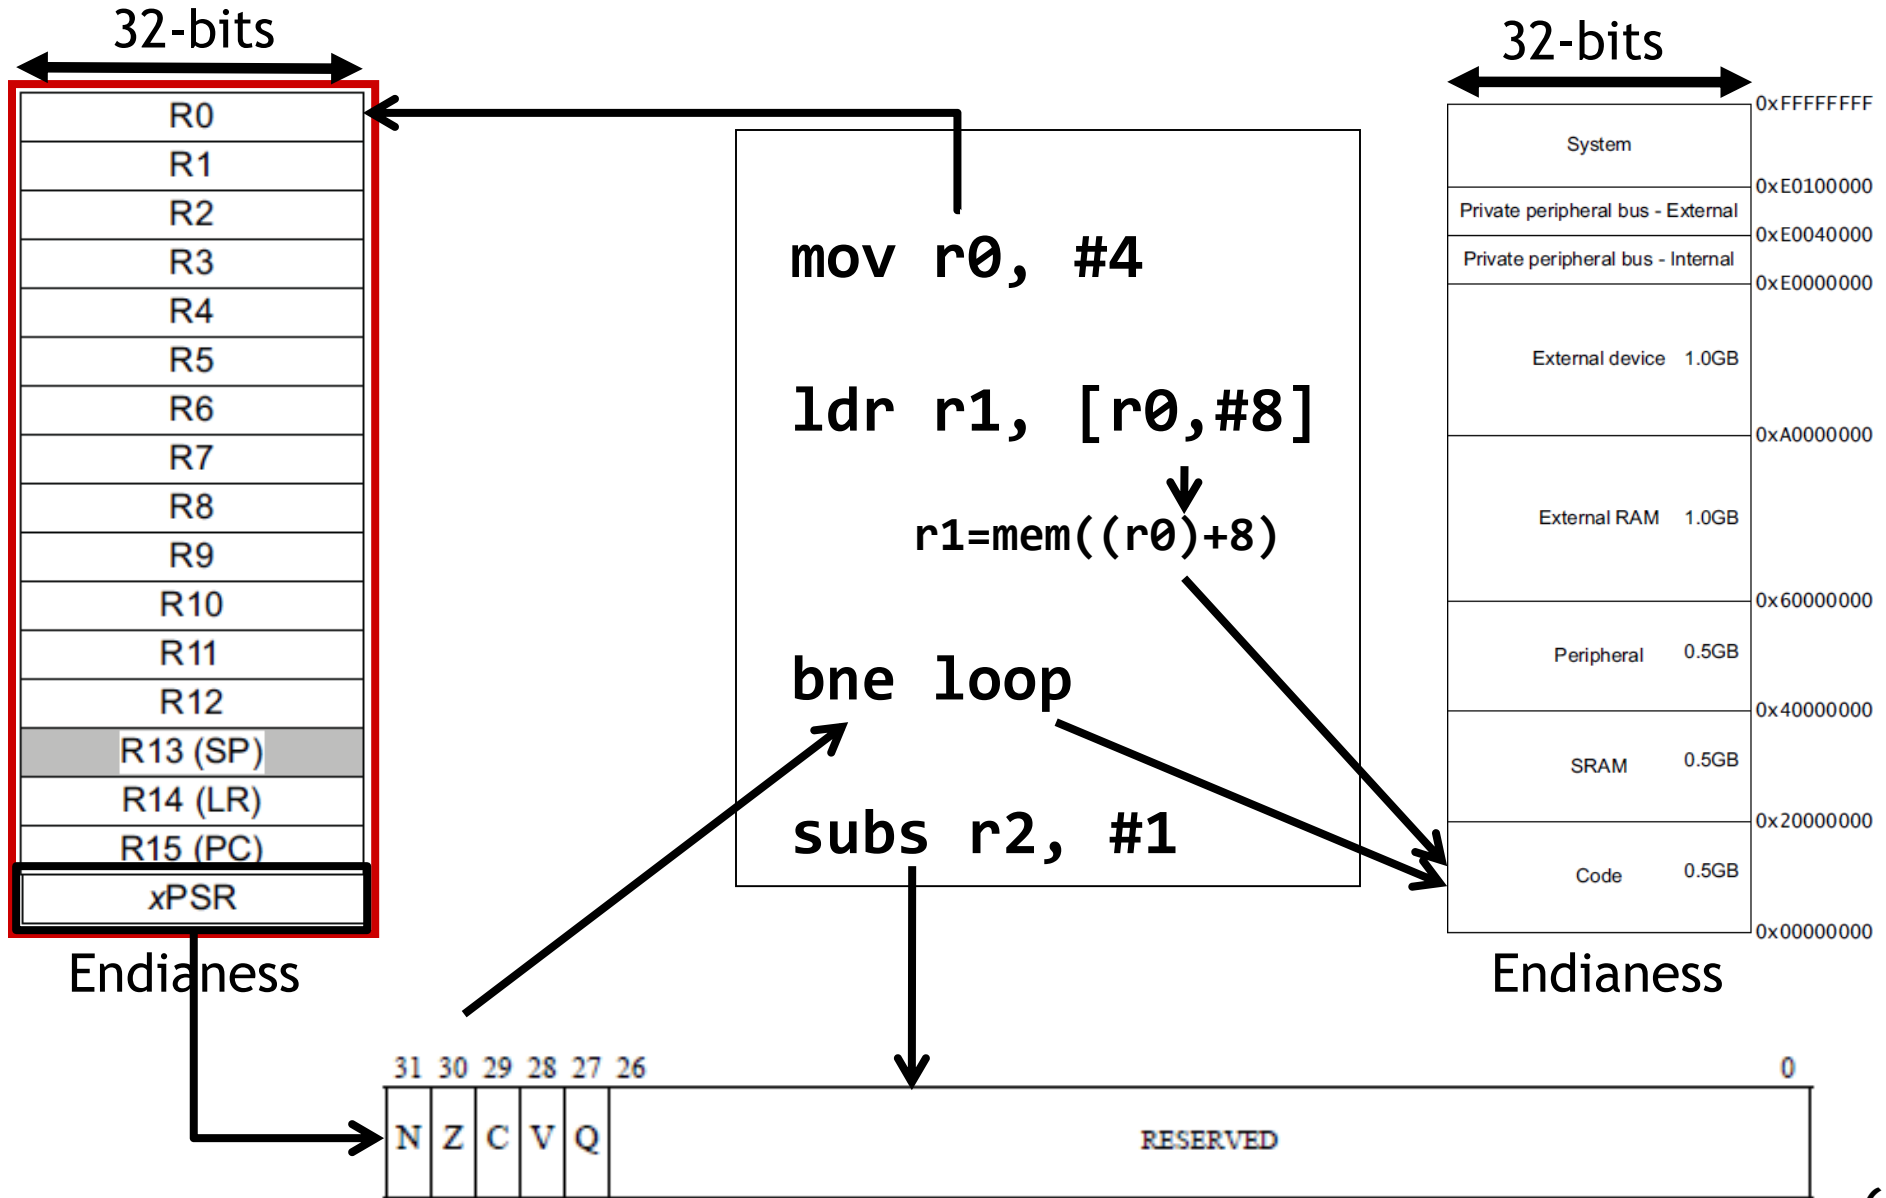 32-bits
R0
R1
R2
R3
R4
R5
R6
R7
R8
R9
R10
R11
R12
R13 (SP)
R14 (LR)
R15 (PC)
xPSR
Endianess
mov r0, #4
ldr r1, [r0,#8]
r1=mem((r0)+8)
bne loop
subs r2, #1
32-bits
0xFFFFFFFF
System
0xE0100000
Private peripheral bus - External
0xE0040000
Private peripheral bus - Internal
0xE0000000
External device 1.0GB
0xA0000000
External RAM 1.0GB
0x60000000
Peripheral 0.5GB
0x40000000
SRAM 0.5GB
0x20000000
Code 0.5GB
0x00000000
Endianess
31 30 29 28 27 26 0
N Z C V Q RESERVED